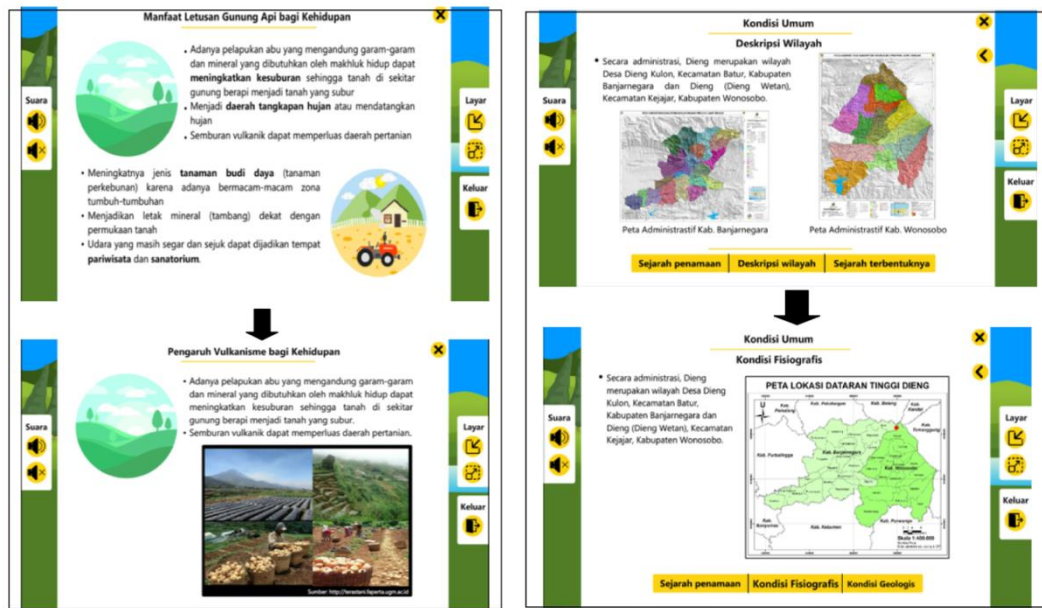 Manfaat Letusan Gunung Api bagi Kehidupan
• Adanya pelapukan abu yang mengandung garam-garam
dan mineral yang dibutuhkan oleh makhluk hidup dapat
meningkatkan kesuburan sehingga tanah di sekitar
gunung berapi menjadi tanah yang subur
• Menjadi daerah tangkapan hujan atau mendatangkan
hujan
• Semburan vulkanik dapat memperluas daerah pertanian
• Meningkatnya jenis tanaman budi daya (tanaman
perkebunan) karena adanya bermacam-macam zona
tumbuh-tumbuhan
• Menjadikan letak mineral (tambang) dekat dengan
permukaan tanah
• Udara yang masih segar dan sejuk dapat dijadikan tempat
pariwisata dan sanatorium.
Suara
Layar
Keluar
Pengaruh Vulkanisme bagi Kehidupan
• Adanya pelapukan abu yang mengandung garam-garam
dan mineral yang dibutuhkan oleh makhluk hidup dapat
meningkatkan kesuburan sehingga tanah di sekitar
gunung berapi menjadi tanah yang subur.
• Semburan vulkanik dapat memperluas daerah pertanian.
Suara
Layar
Keluar
Sumber: http://terastani.faperta.ugm.ac.id
Kondisi Umum
Deskripsi Wilayah
• Secara administrasi, Dieng merupakan wilayah
Desa Dieng Kulon, Kecamatan Batur, Kabupaten
Banjarnegara dan Dieng (Dieng Wetan),
Kecamatan Kejajar, Kabupaten Wonosobo.
Peta Administrastif Kab. Banjarnegara
Peta Administrastif Kab. Wonosobo
Sejarah penamaan
Deskripsi wilayah
Sejarah terbentuknya
Suara
Layar
Keluar
Kondisi Umum
Kondisi Fisiografis
• Secara administrasi, Dieng
merupakan wilayah Desa Dieng
Kulon, Kecamatan Batur,
Kabupaten Banjarnegara dan
Dieng (Dieng Wetan), Kecamatan
Kejajar, Kabupaten Wonosobo.
PETA LOKASI DATARAN TINGGI DIENG
U
Kab. Banjarnegara
Kab. Wonosobo
Kab. Purbalingga
Kab. Kebumen
Kab. Purworejo
Sejarah penamaan
Kondisi Fisiografis
Kondisi Geologis
Suara
Layar
Keluar